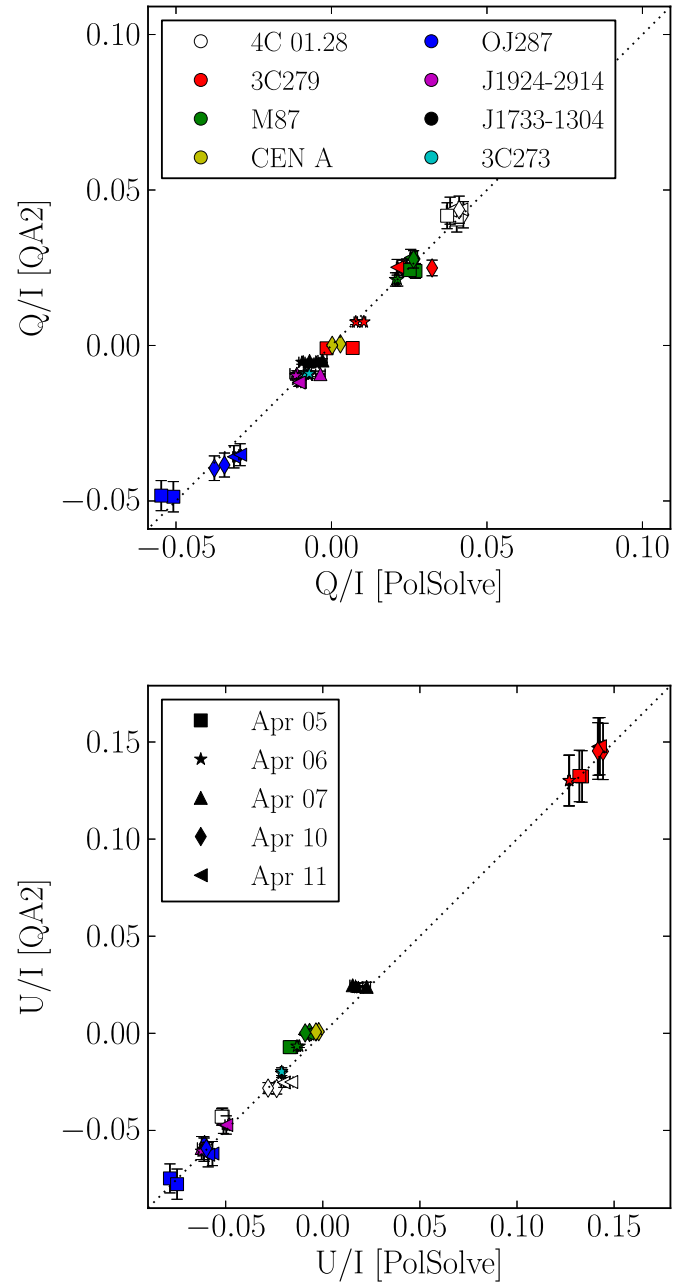 0.10
0.05
0.00
−0.05
Q/I [QA2]
4C 01.28
3C279
M87
CEN A
OJ287
J1924-2914
J1733-1304
3C273
−0.05 0.00 0.05 0.10
Q/I [PolSolve]
0.15
0.10
0.05
0.00
−0.05
U/I [QA2]
Apr 05
Apr 06
Apr 07
Apr 10
Apr 11
−0.05 0.00 0.05 0.10 0.15
U/I [PolSolve]